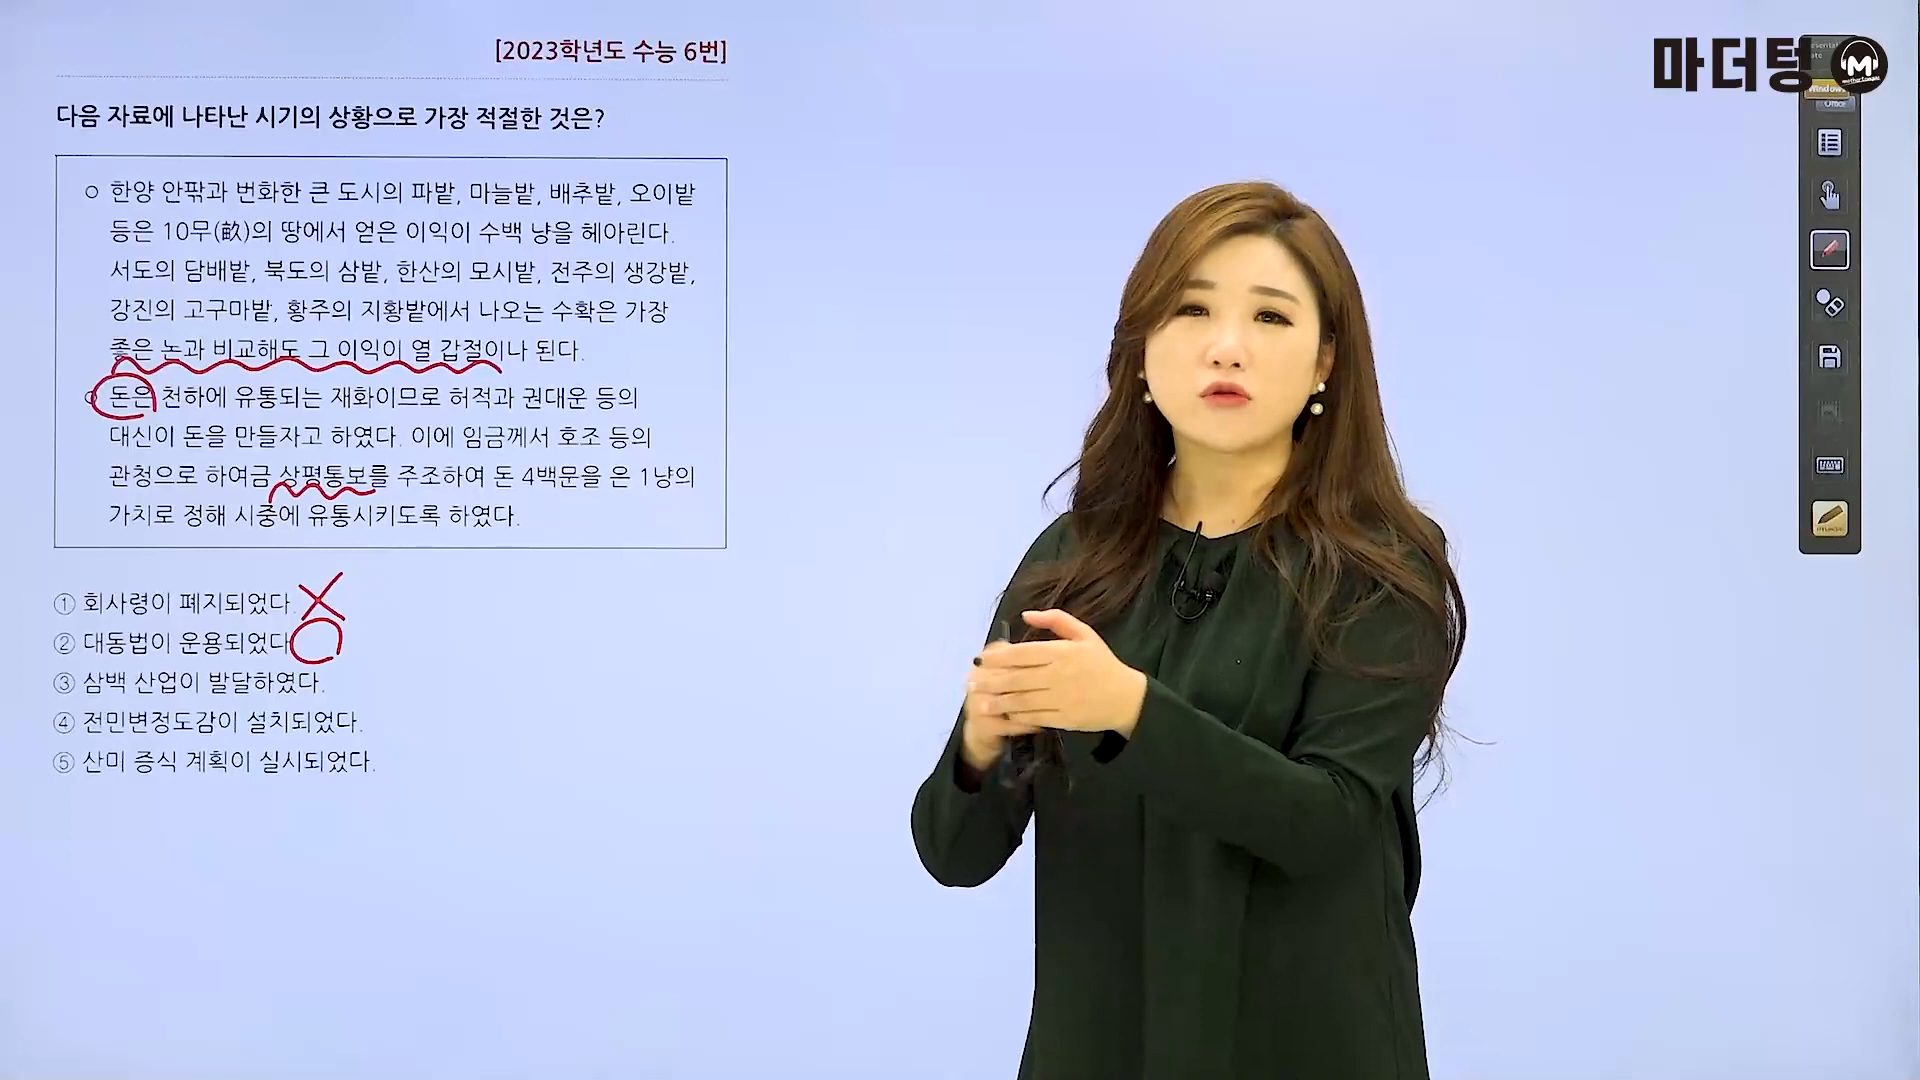 [2023학년도 수능 6번]
마더텅
다음 자료에 나타난 시기의 상황으로 가장 적절한 것은?
○ 한양 안팎과 번화한 큰 도시의 파밭, 마늘밭, 배추밭, 오이밭
등은 10무(畝)의 땅에서 얻은 이익이 수백 냥을 헤아린다.
서도의 담배밭, 북도의 삼밭, 한산의 모시밭, 전주의 생강밭,
강진의 고구마밭, 황주의 지황밭에서 나오는 수확은 가장
좋은 논과 비교해도 그 이익이 열 갑절이나 된다.
○ 돈은 천하에 유통되는 재화이므로 허적과 권대운 등의
대신이 돈을 만들자고 하였다. 이에 임금께서 호조 등의
관청으로 하여금 상평통보를 주조하여 돈 4백문을 은 1냥의
가치로 정해 시중에 유통시키도록 하였다.
① 회사령이 폐지되었다.
② 대동법이 운용되었다
③ 삼백 산업이 발달하였다.
④ 전민변정도감이 설치되었다.
⑤ 산미 증식 계획이 실시되었다.
Windows
Office